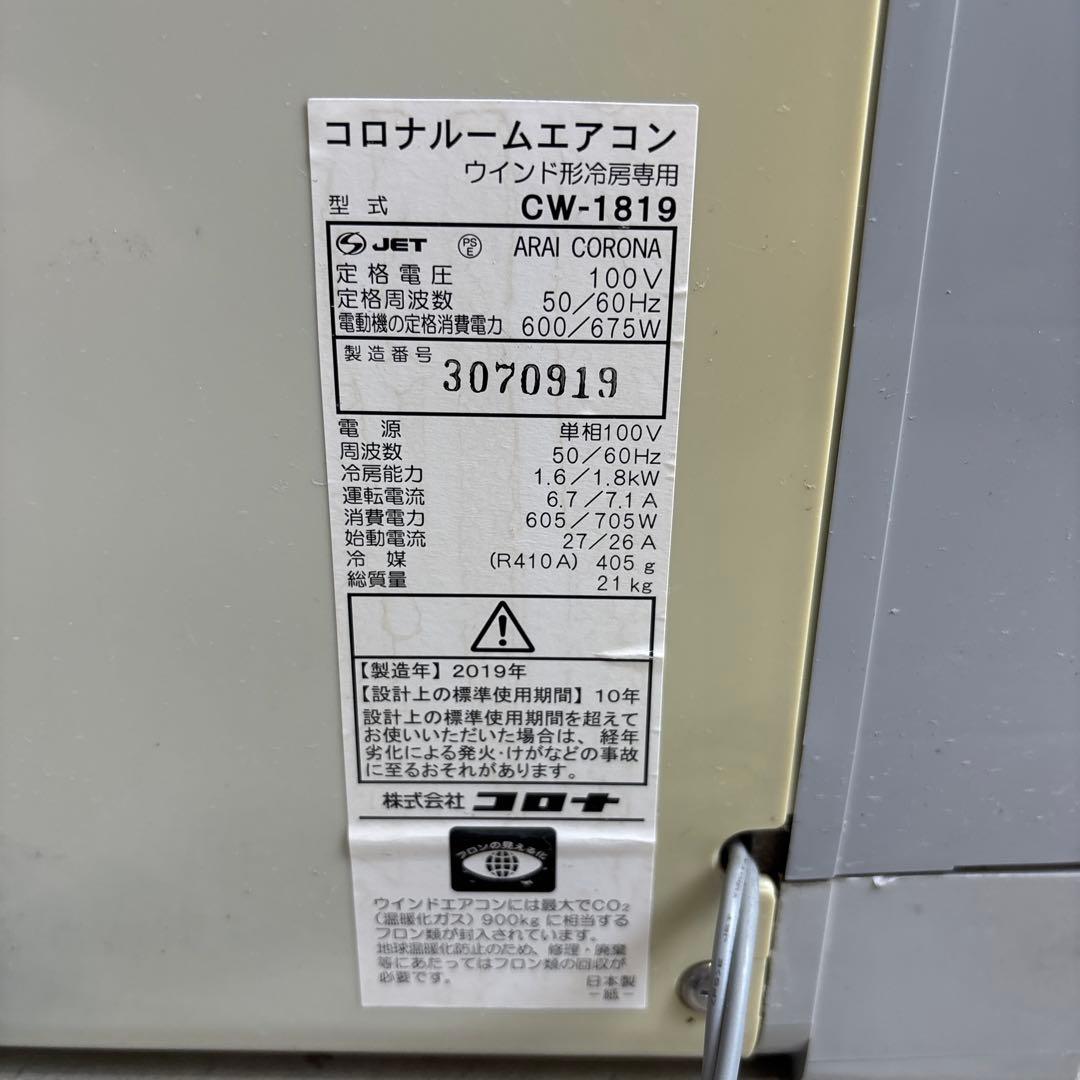 コロナルームエアコン
ウインド形冷房専用
型式 CW-1819
JET PSE ARAI CORONA
定格電圧 100V
定格周波数 50/60Hz
電動機の定格消費電力 600/675W
製造番号 3070919
電源 単相100V
周波数 50/60Hz
冷房能力 1.6/1.8kW
運転電流 6.7/7.1A
消費電力 605/705W
始動電流 27/26A
冷媒 (R410A) 405g
総質量 21kg
【製造年】2019年
【設計上の標準使用期間】10年
設計上の標準使用期間を超えて
お使いいただいた場合は、経年
劣化による発火・けがなどの事故
に至るおそれがあります。
株式会社 コロナ
フロンの見える化
ウインドエアコンには最大でCO₂
(温暖化ガス)900kgに相当する
フロン類が封入されています。
地球温暖化防止のため、修理・廃棄
等にあたってはフロン類の回収が
必要です。 日本製
-紙-